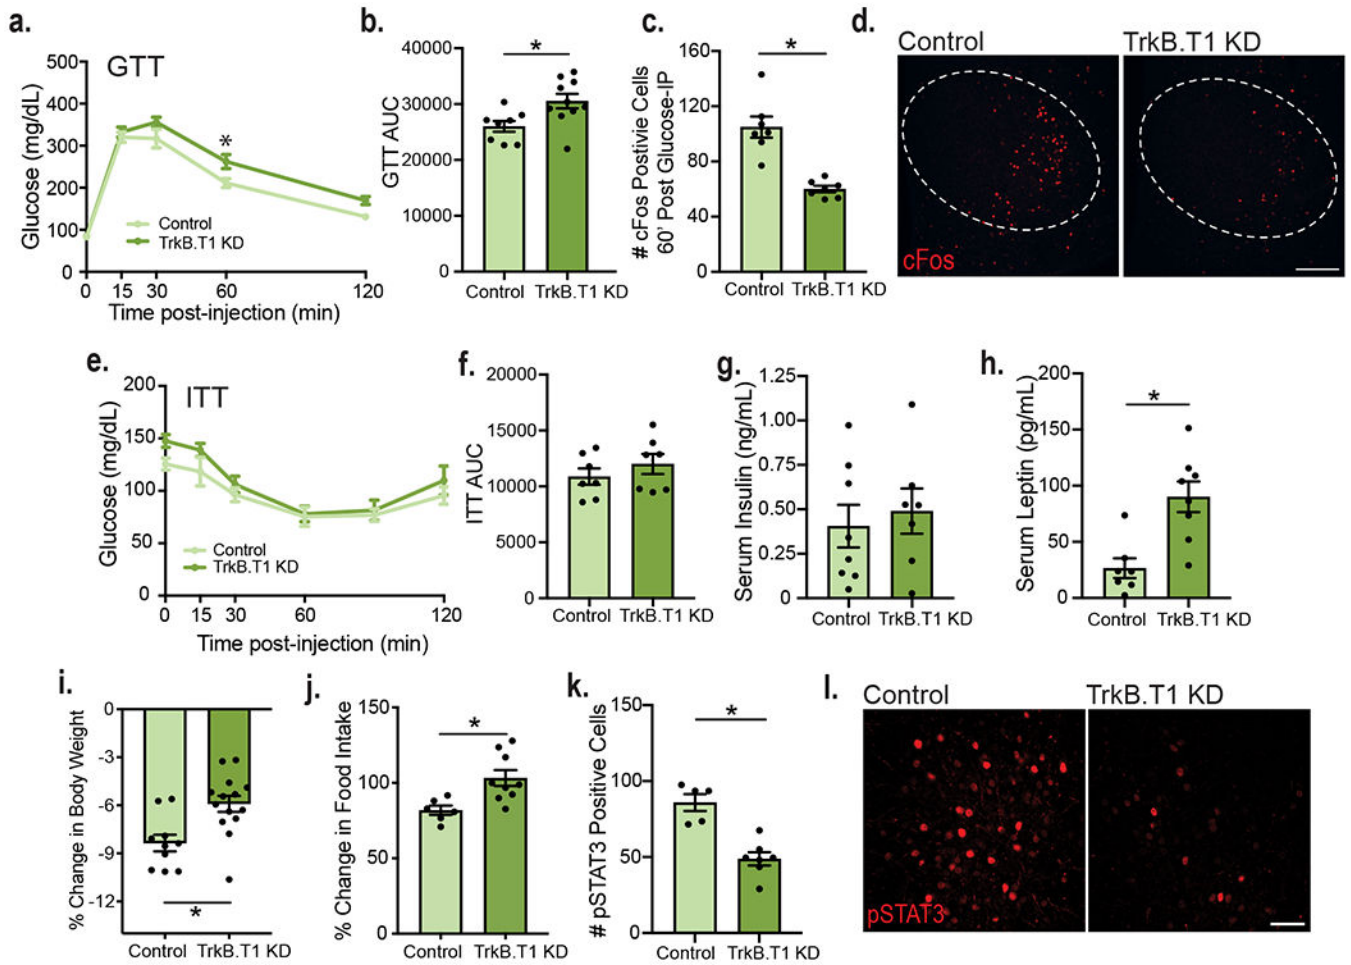 a.
GTT
Glucose (mg/dL)
500
400
300
200
100
0
*
Control
TrkB.T1 KD
0 15 30 60 120
Time post-injection (min)
b.
GTT AUC
40000
30000
20000
10000
0
*
Control TrkB.T1 KD
c.
# cFos Postivie Cells
60' Post Glucose-IP
160
120
80
40
0
*
Control TrkB.T1 KD
d.
Control TrkB.T1 KD
cFos
e.
ITT
Glucose (mg/dL)
200
150
100
50
0
Control
TrkB.T1 KD
0 15 30 60 120
Time post-injection (min)
f.
ITT AUC
20000
15000
10000
5000
0
Control TrkB.T1 KD
g.
Serum Insulin (ng/mL)
1.25
1.00
0.75
0.50
0.25
0
Control TrkB.T1 KD
h.
Serum Leptin (pg/mL)
200
150
100
50
0
*
Control TrkB.T1 KD
i.
% Change in Body Weight
0
-3
-6
-9
-12
*
Control TrkB.T1 KD
j.
% Change in Food Intake
150
100
50
0
*
Control TrkB.T1 KD
k.
# pSTAT3 Positive Cells
150
100
50
0
*
Control TrkB.T1 KD
l.
Control TrkB.T1 KD
pSTAT3